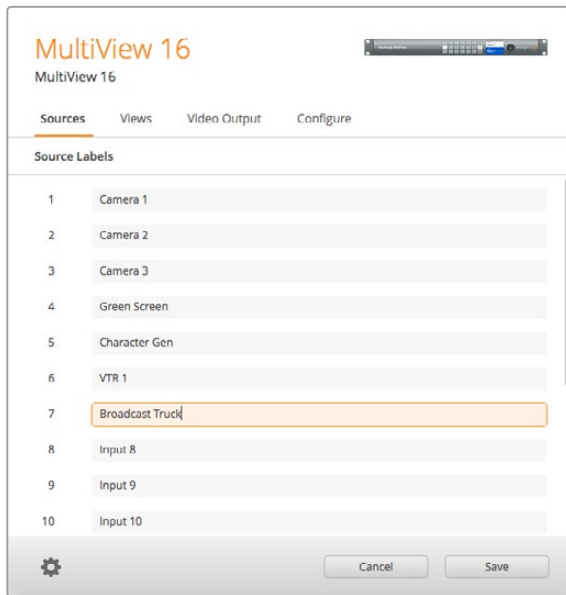 MultiView 16
MultiView 16
Sources Views Video Output Configure
Source Labels
1 Camera 1
2 Camera 2
3 Camera 3
4 Green Screen
5 Character Gen
6 VTR 1
7 Broadcast Truck
8 Input 8
9 Input 9
10 Input 10
Cancel Save